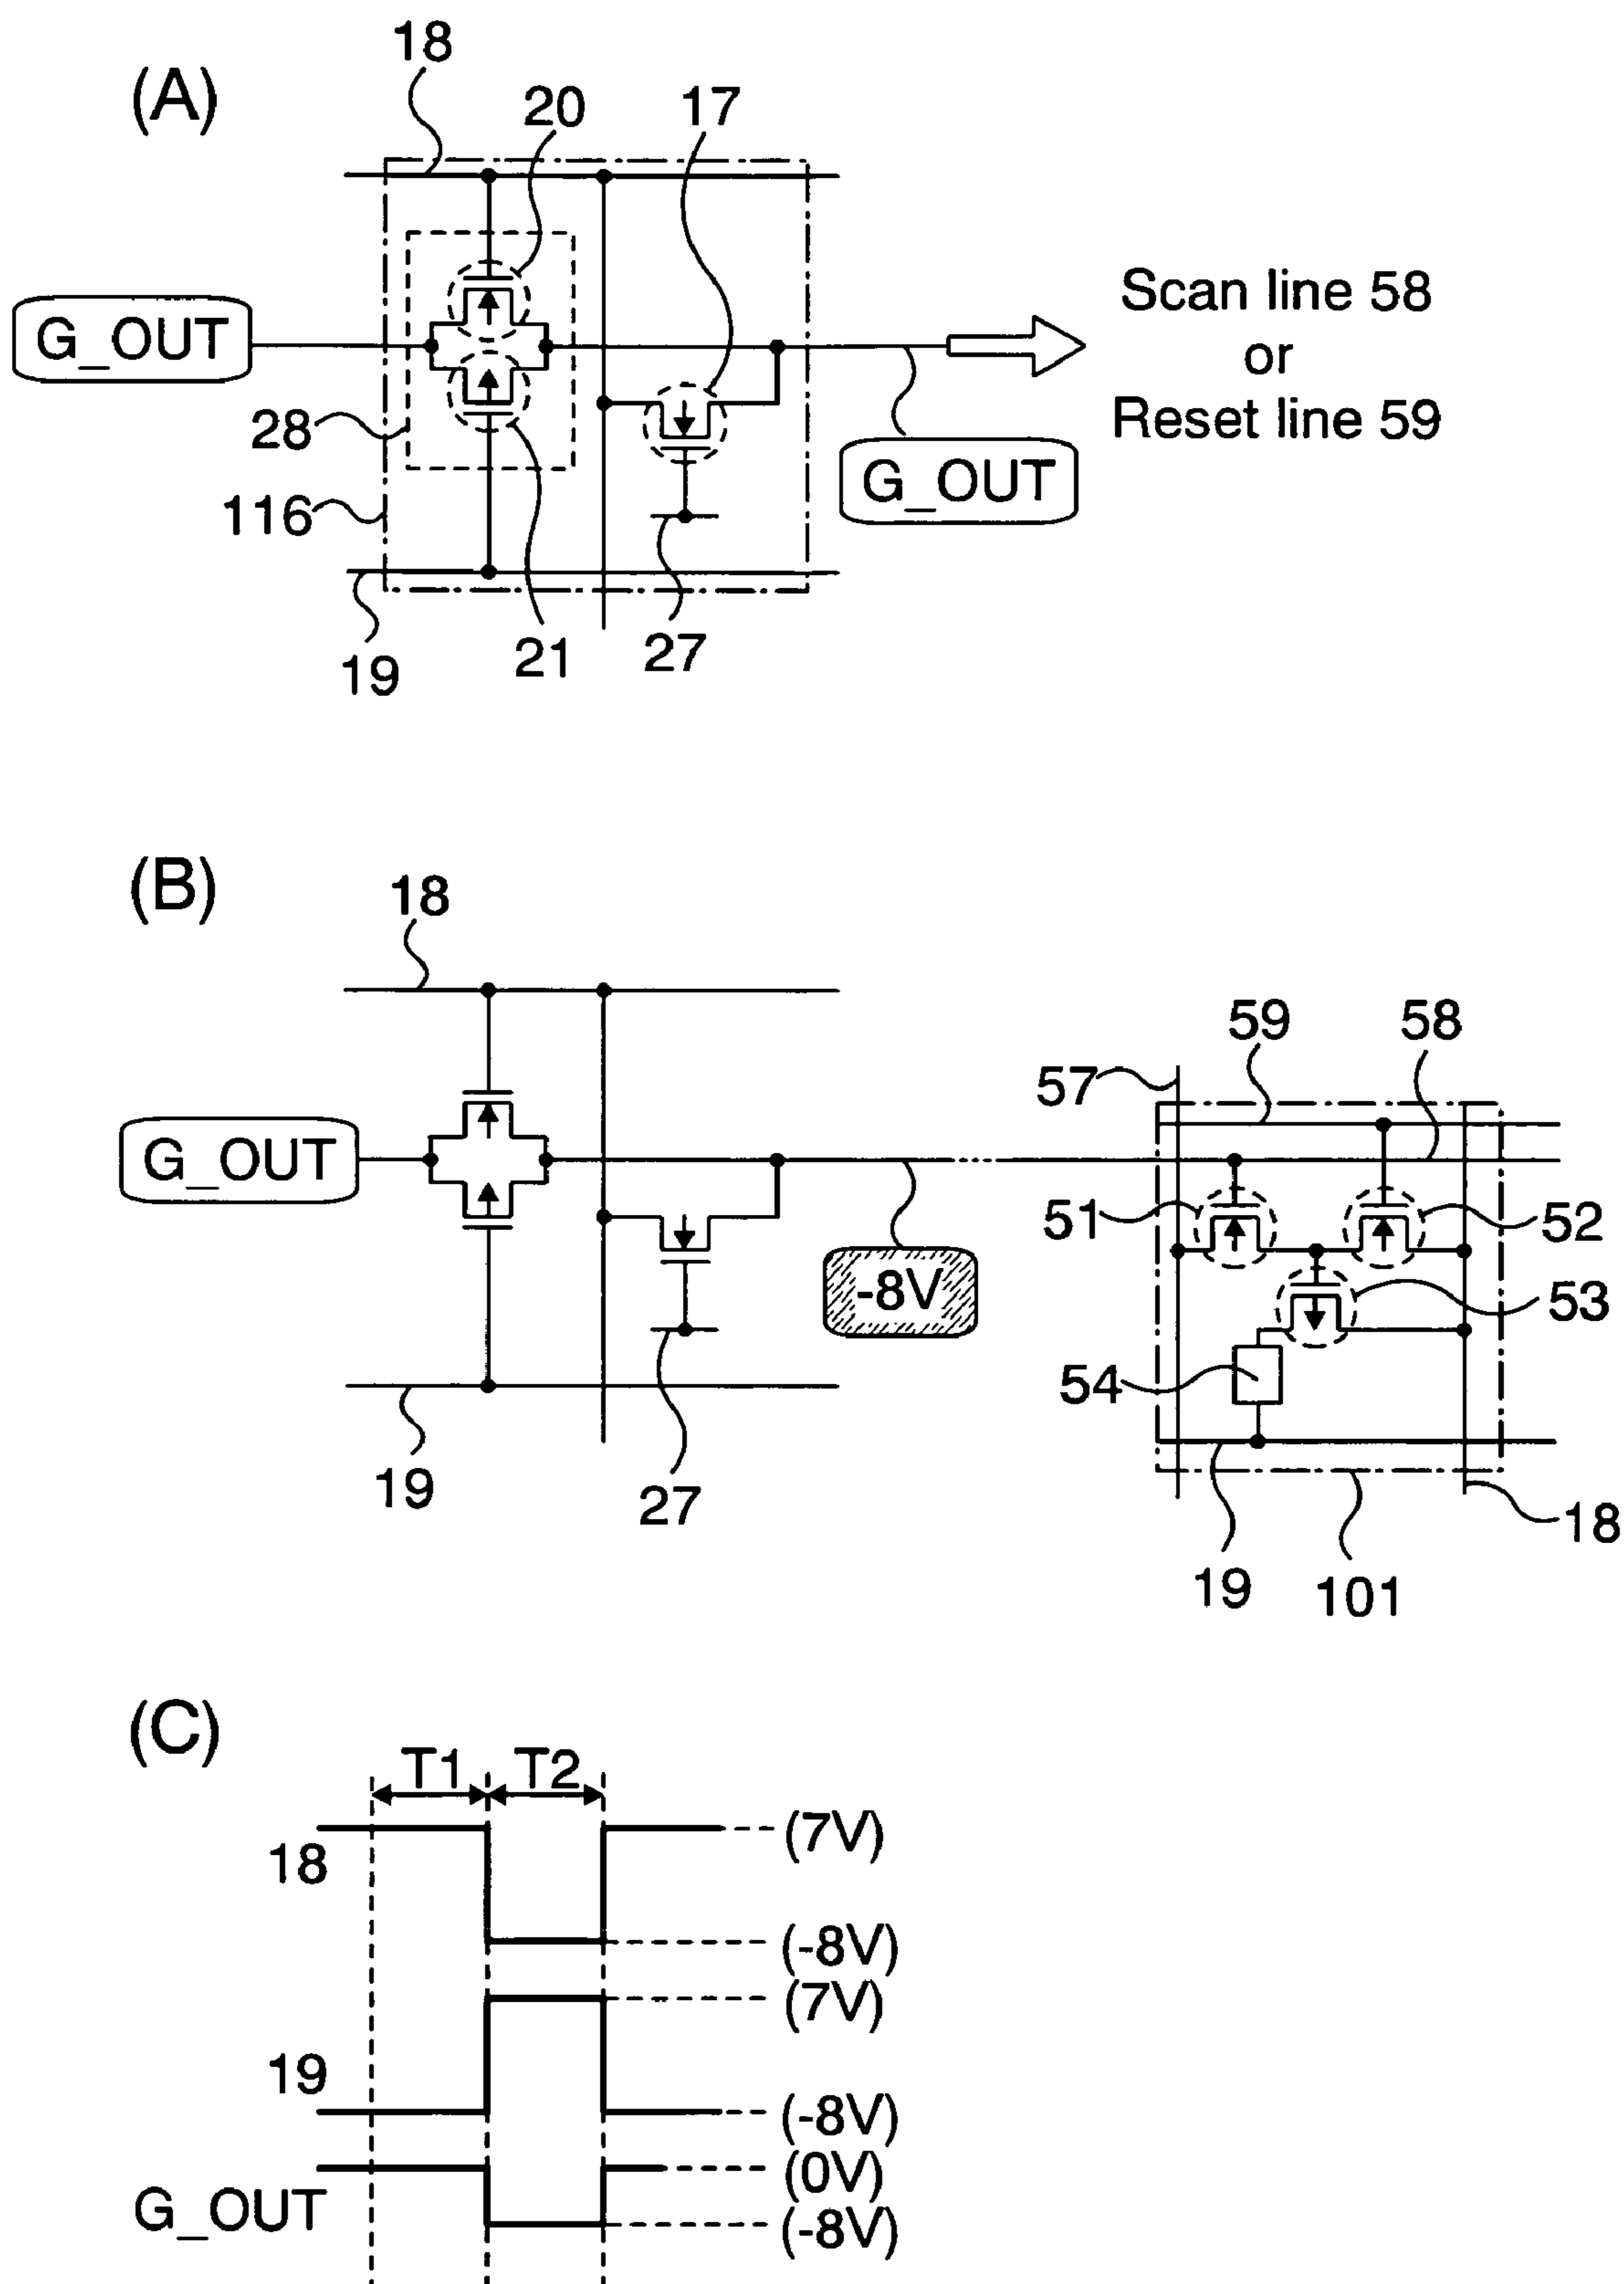 (A)
18
20
17
G_OUT
28
116
19
21
27
Scan line 58
or
Reset line 59
G_OUT
(B)
18
G_OUT
19
27
-8V
57
59
58
51
52
53
54
19
101
18
(C)
T1
T2
18
(7V)
(-8V)
(7V)
19
(-8V)
(0V)
G_OUT
(-8V)